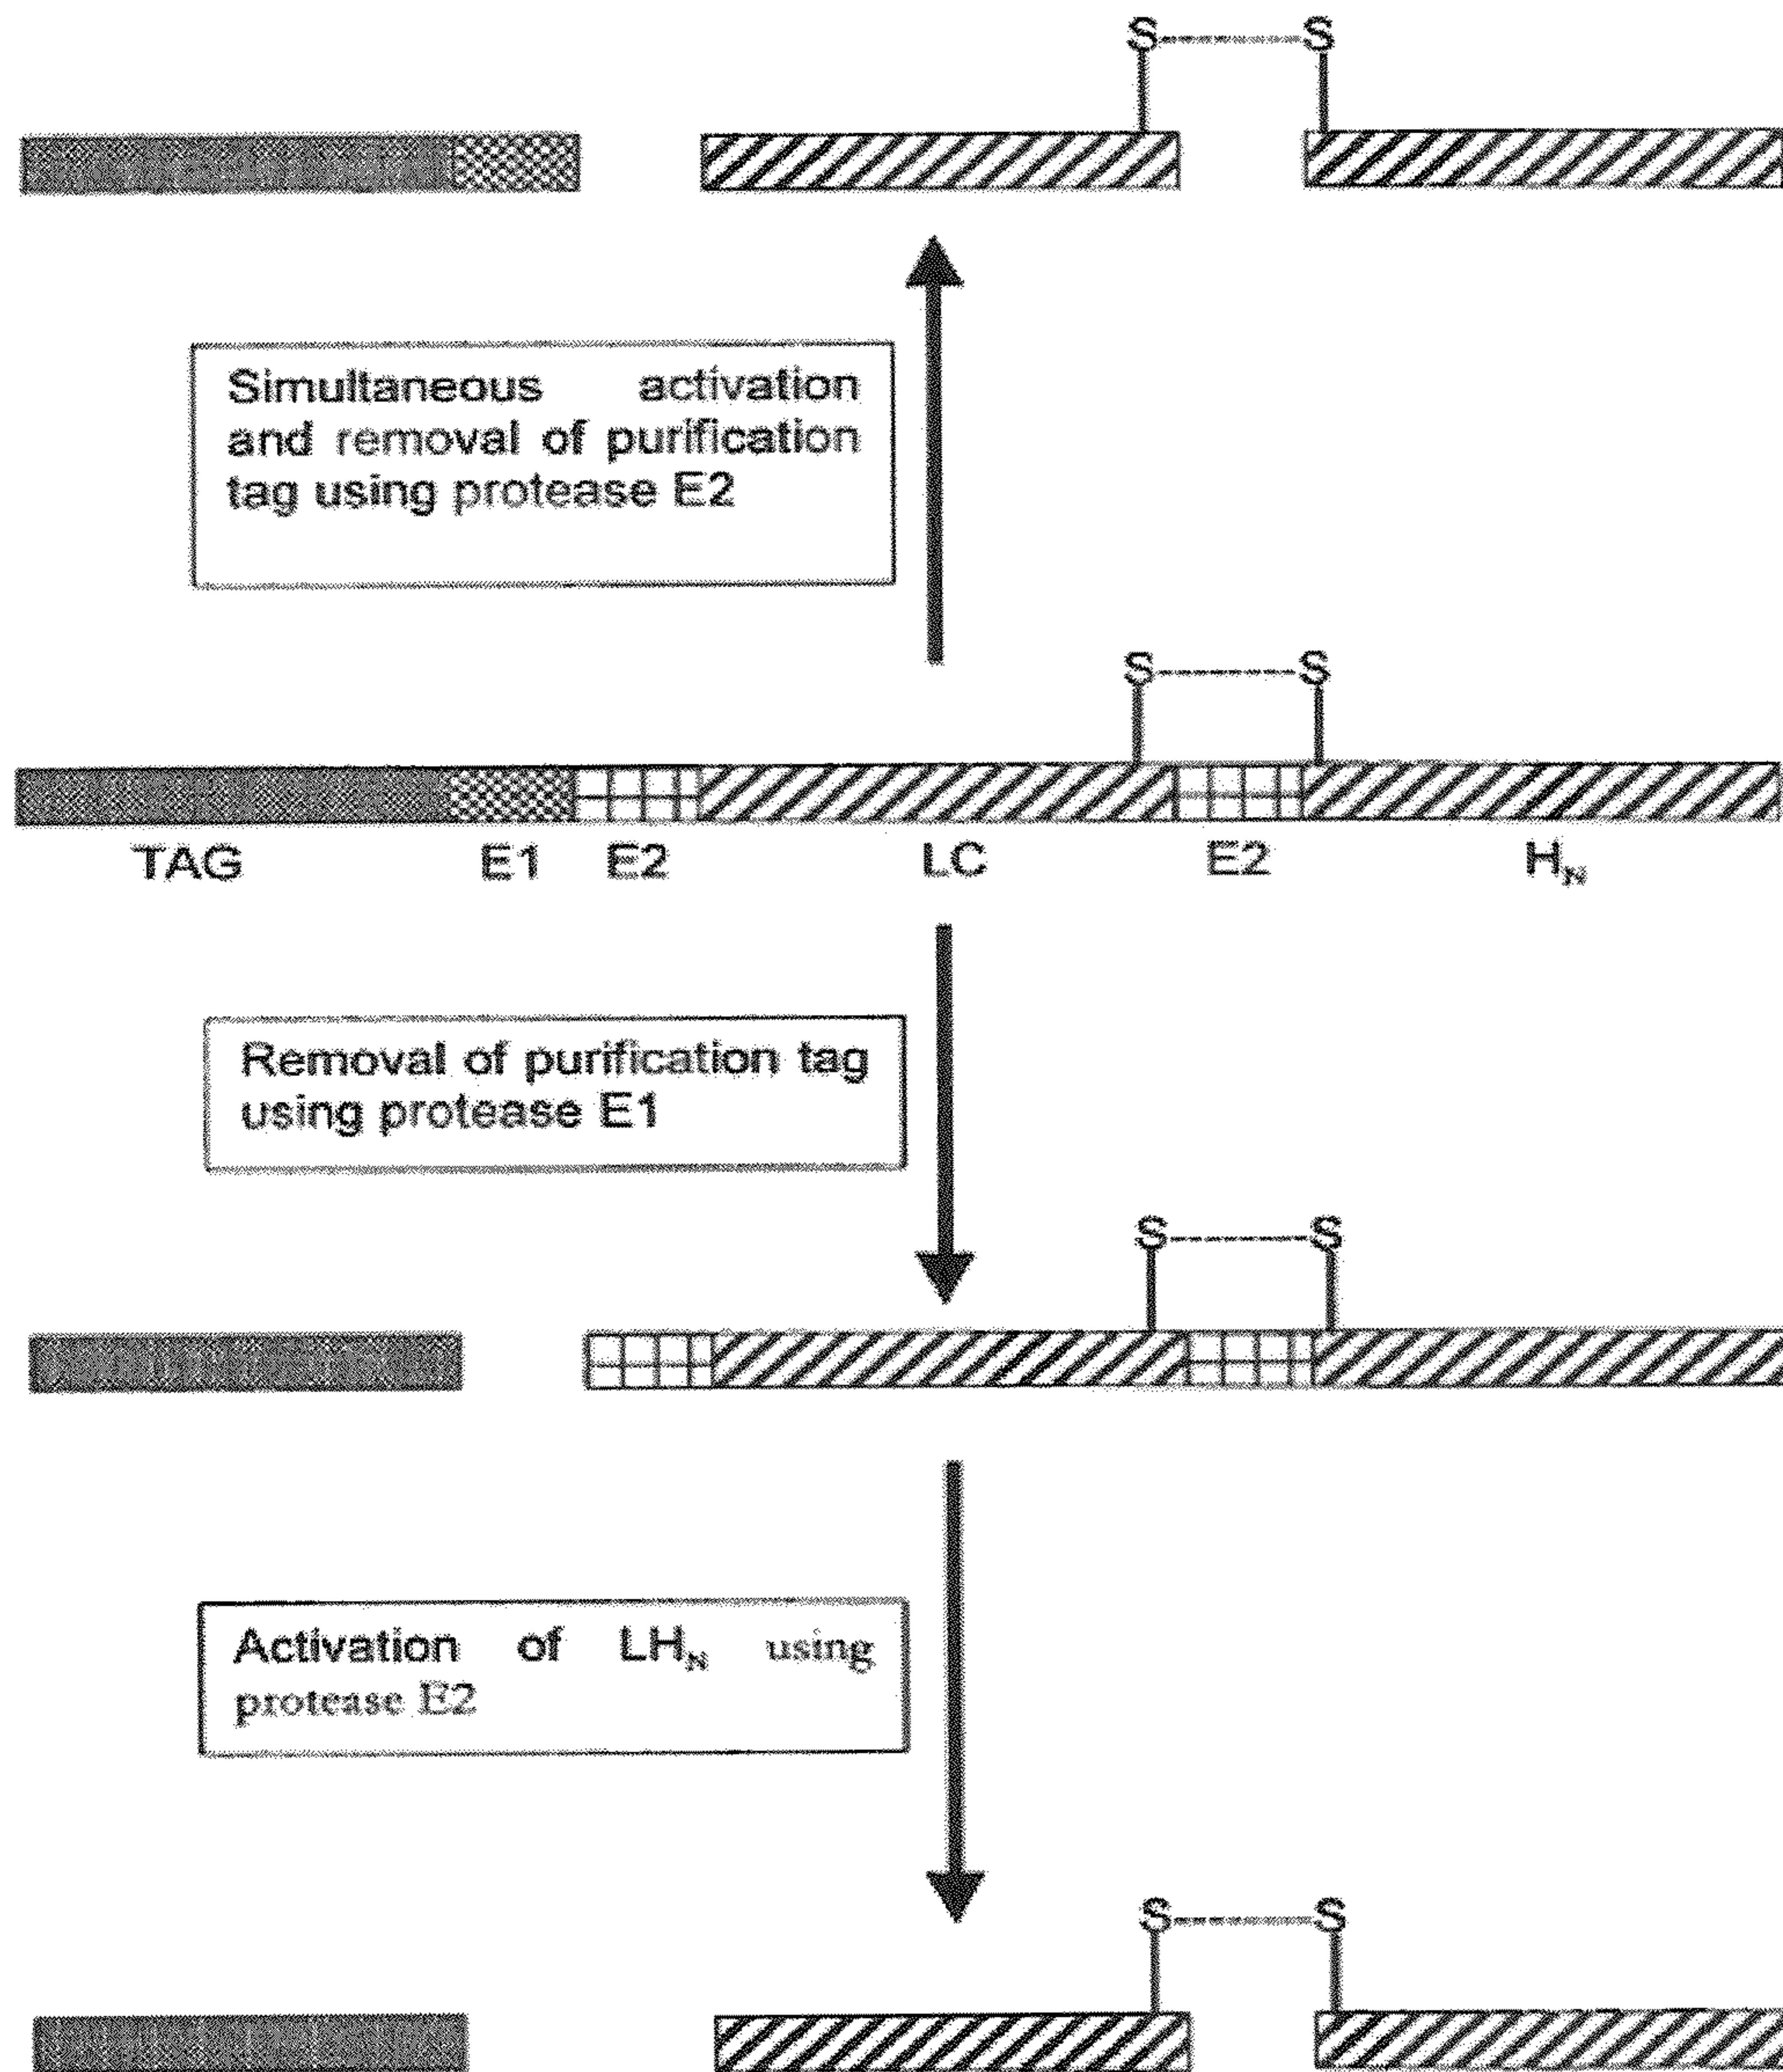 S S
Simultaneous activation
and removal of purification
tag using protease E2
S S
TAG E1 E2 LC E2 HN
Removal of purification tag
using protease E1
S S
Activation of LHN using
protease E2
S S